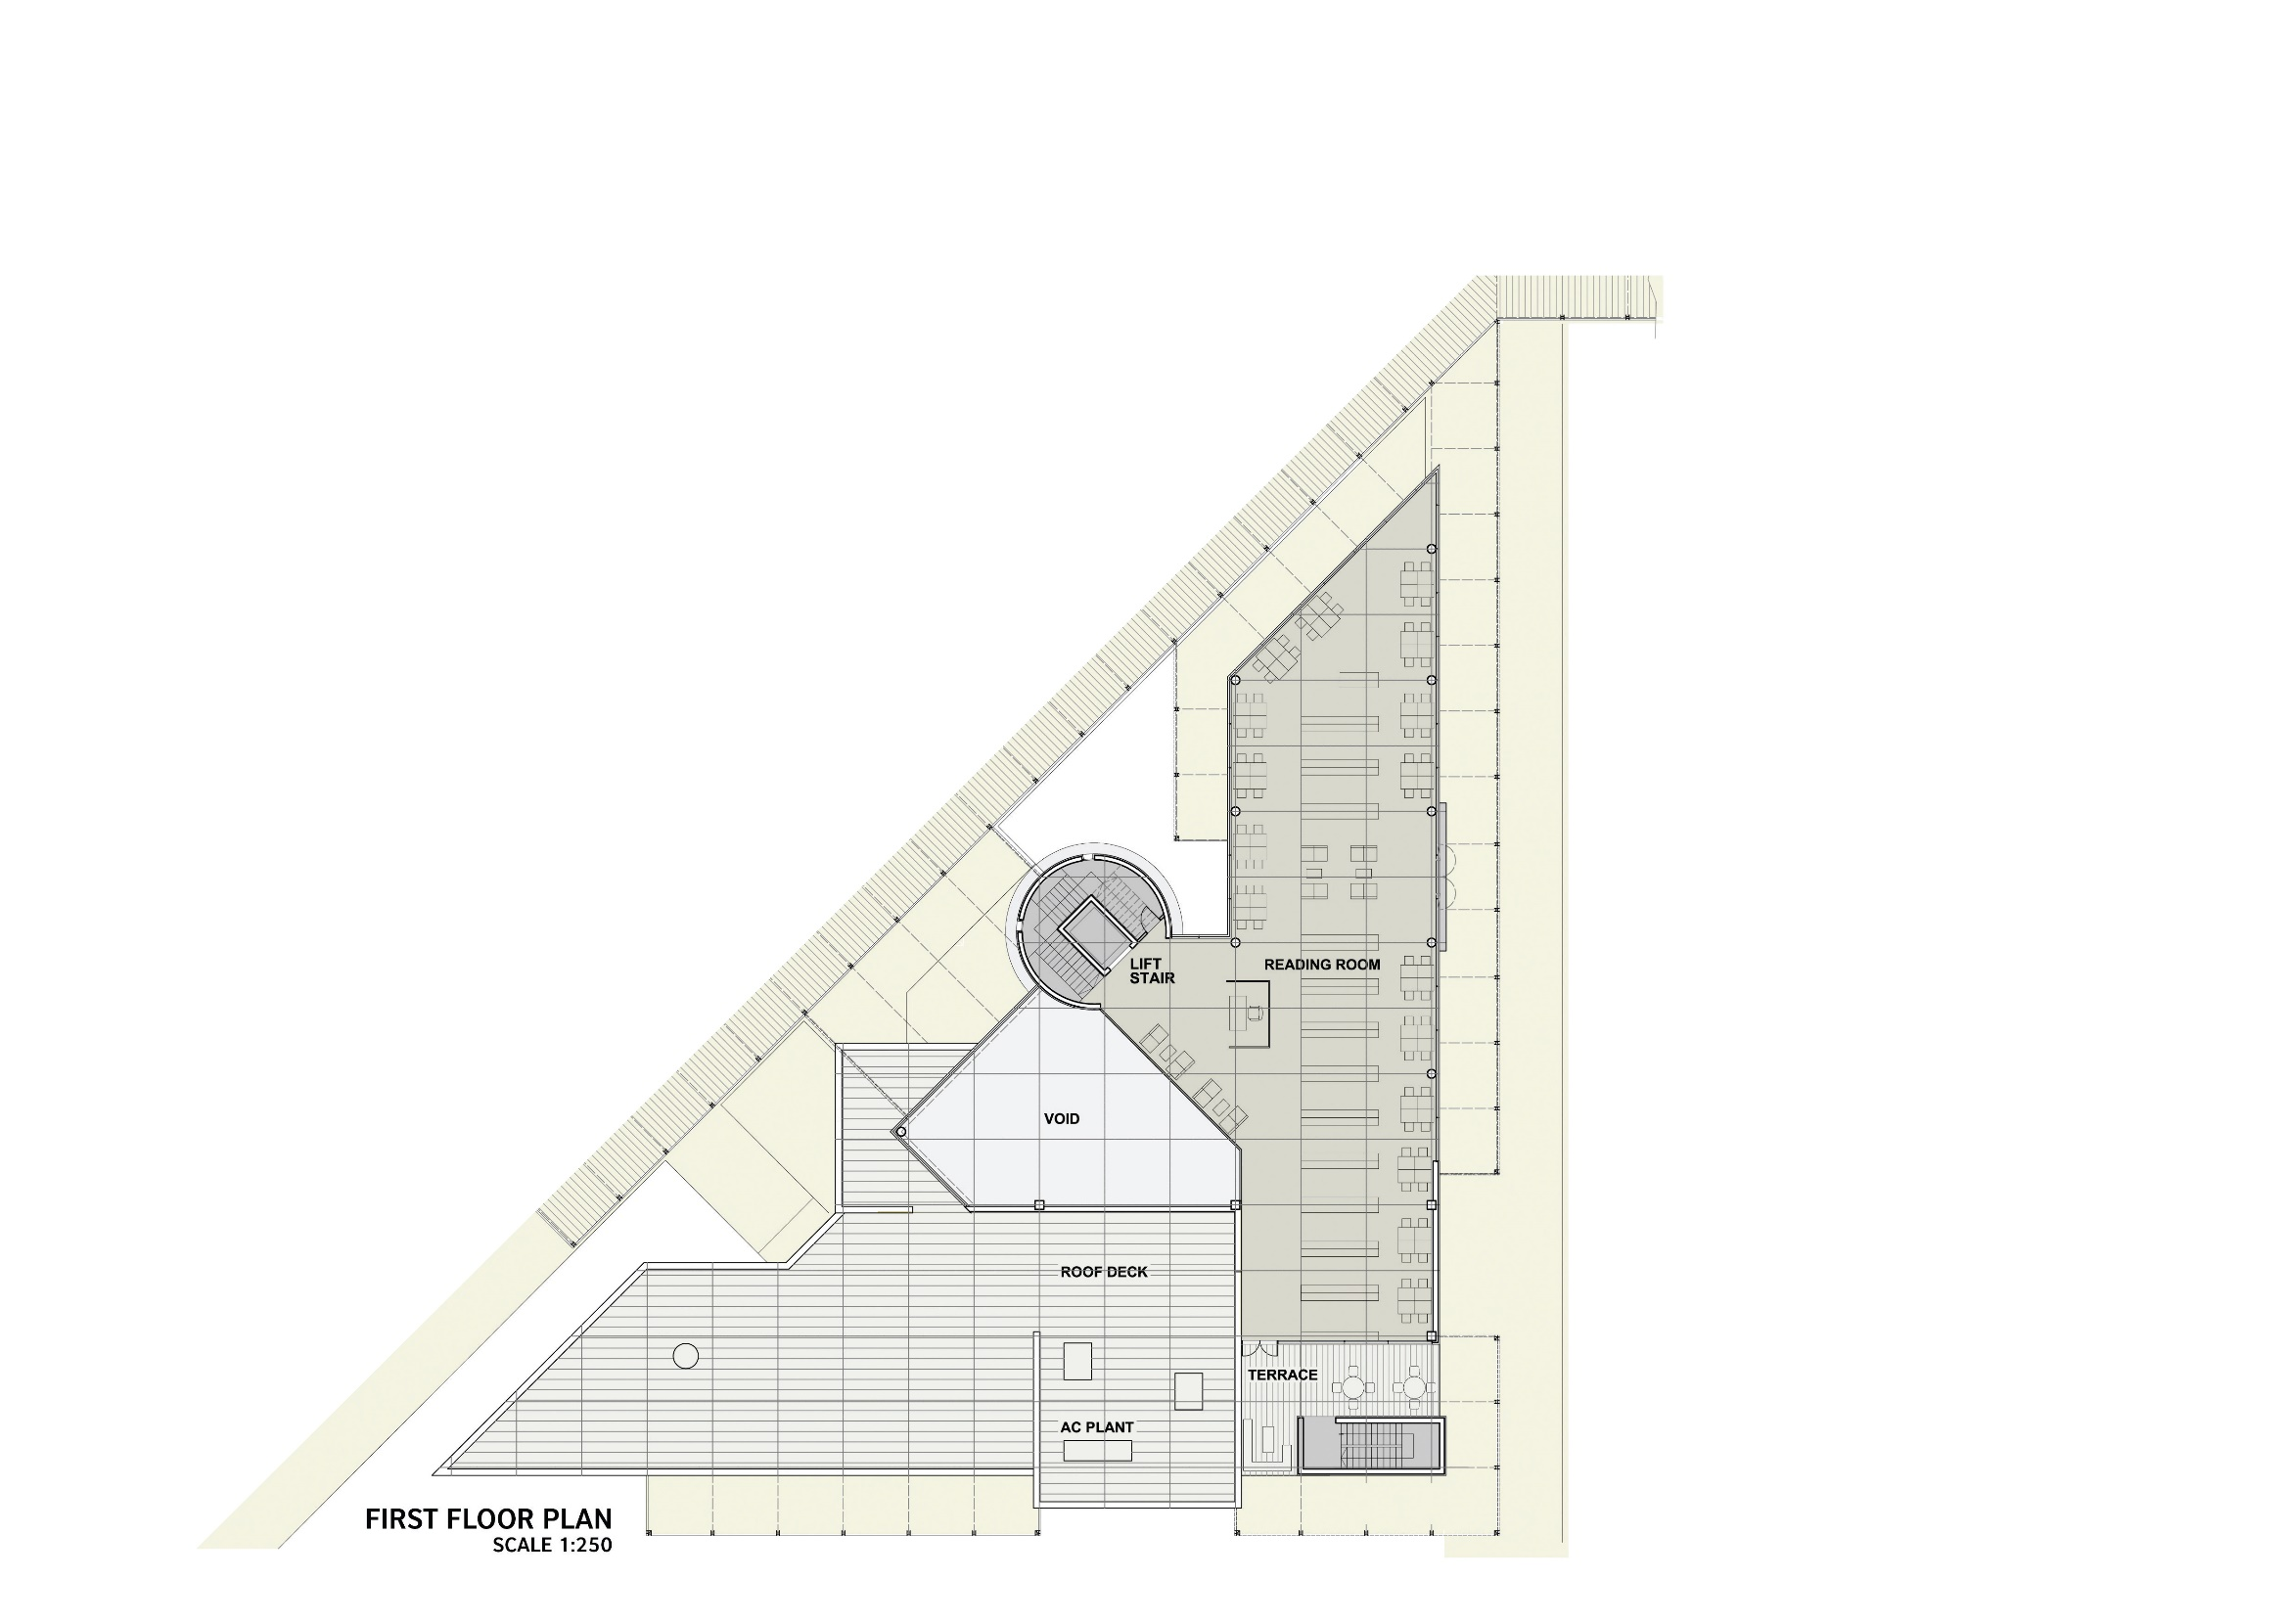 LIFT
STAIR
READING ROOM
VOID
ROOF DECK
TERRACE
AC PLANT
FIRST FLOOR PLAN
SCALE 1:250